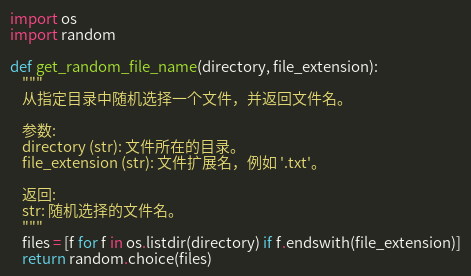 import os
import random

def get_random_file_name(directory, file_extension):
    """
    从指定目录中随机选择一个文件，并返回文件名。

    参数:
    directory (str): 文件所在的目录。
    file_extension (str): 文件扩展名，例如 '.txt'。

    返回:
    str: 随机选择的文件名。
    """
    files = [f for f in os.listdir(directory) if f.endswith(file_extension)]
    return random.choice(files)